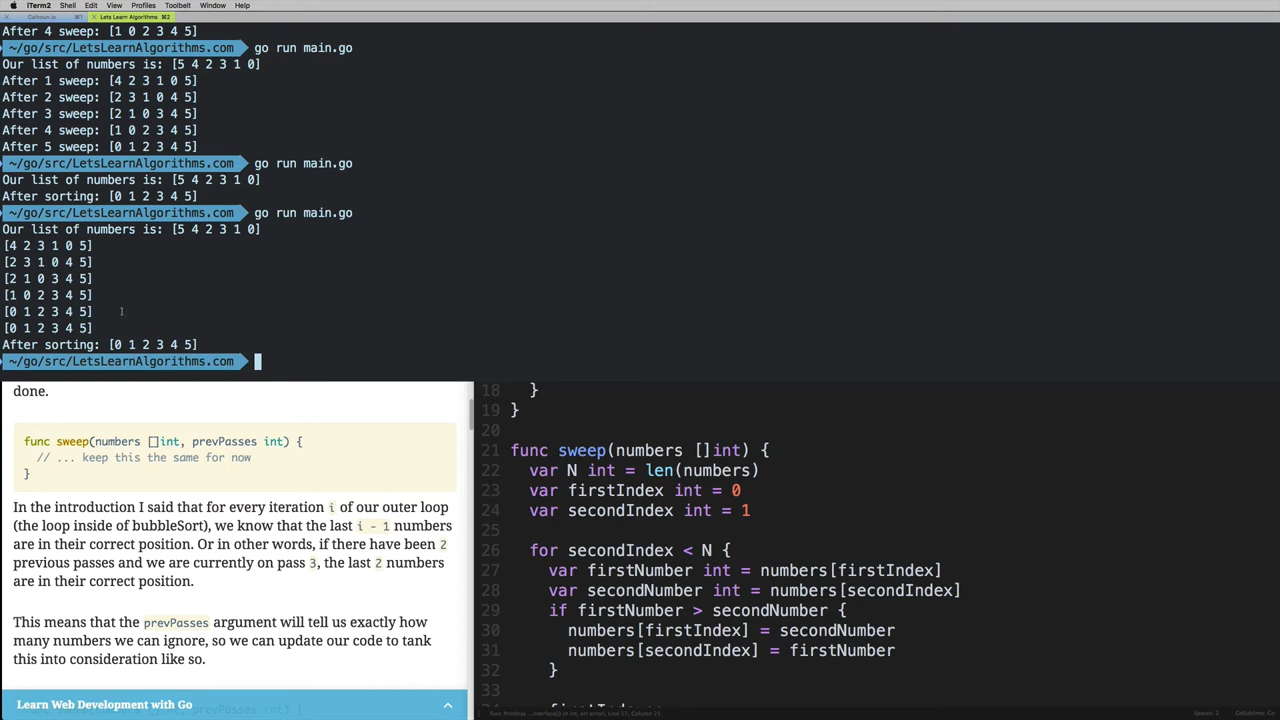 iTerm2 Shell Edit View Profiles Toolbelt Window Help
Calhoun.io ⌘1 Lets Learn Algorithms ⌘2
After 4 sweep: [1 0 2 3 4 5]
~/go/src/LetsLearnAlgorithms.com go run main.go
Our list of numbers is: [5 4 2 3 1 0]
After 1 sweep: [4 2 3 1 0 5]
After 2 sweep: [2 3 1 0 4 5]
After 3 sweep: [2 1 0 3 4 5]
After 4 sweep: [1 0 2 3 4 5]
After 5 sweep: [0 1 2 3 4 5]
~/go/src/LetsLearnAlgorithms.com go run main.go
Our list of numbers is: [5 4 2 3 1 0]
After sorting: [0 1 2 3 4 5]
~/go/src/LetsLearnAlgorithms.com go run main.go
Our list of numbers is: [5 4 2 3 1 0]
[4 2 3 1 0 5]
[2 3 1 0 4 5]
[2 1 0 3 4 5]
[1 0 2 3 4 5]
[0 1 2 3 4 5]
[0 1 2 3 4 5]
After sorting: [0 1 2 3 4 5]
~/go/src/LetsLearnAlgorithms.com
done.
func sweep(numbers []int, prevPasses int) {
// ... keep this the same for now
}
In the introduction I said that for every iteration i of our outer loop
(the loop inside of bubbleSort), we know that the last i - 1 numbers
are in their correct position. Or in other words, if there have been 2
previous passes and we are currently on pass 3, the last 2 numbers
are in their correct position.
This means that the prevPasses argument will tell us exactly how
many numbers we can ignore, so we can update our code to tank
this into consideration like so.
Learn Web Development with Go
18 }
19 }
20
21 func sweep(numbers []int) {
22 var N int = len(numbers)
23 var firstIndex int = 0
24 var secondIndex int = 1
25
26 for secondIndex < N {
27 var firstNumber int = numbers[firstIndex]
28 var secondNumber int = numbers[secondIndex]
29 if firstNumber > secondNumber {
30 numbers[firstIndex] = secondNumber
31 numbers[secondIndex] = firstNumber
32 }
33